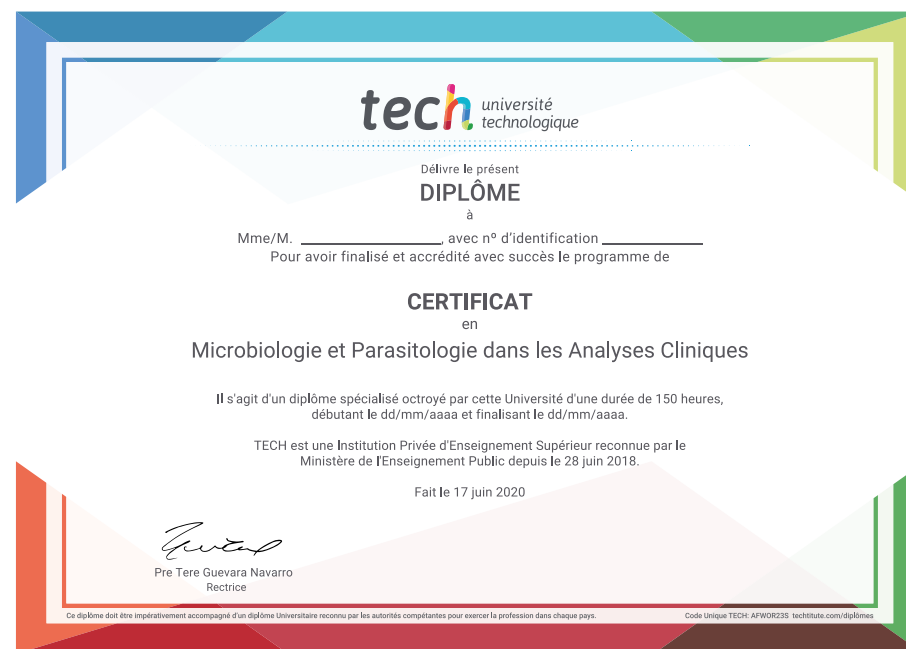 tech université
technologique
Délivre le présent
DIPLÔME
à
Mme/M. ____________________, avec nº d'identification ______________
Pour avoir finalisé et accrédité avec succès le programme de
CERTIFICAT
en
Microbiologie et Parasitologie dans les Analyses Cliniques
Il s'agit d'un diplôme spécialisé octroyé par cette Université d'une durée de 150 heures,
débutant le dd/mm/aaaa et finalisant le dd/mm/aaaa.
TECH est une Institution Privée d'Enseignement Supérieur reconnue par le
Ministère de l'Enseignement Public depuis le 28 juin 2018.
Fait le 17 juin 2020
Pre Tere Guevara Navarro
Rectrice
Ce diplôme doit être impérativement accompagné d'un diplôme Universitaire reconnu par les autorités compétantes pour exercer la profession dans chaque pays.
Code Unique TECH: AFWOR23S techtitute.com/diplômes